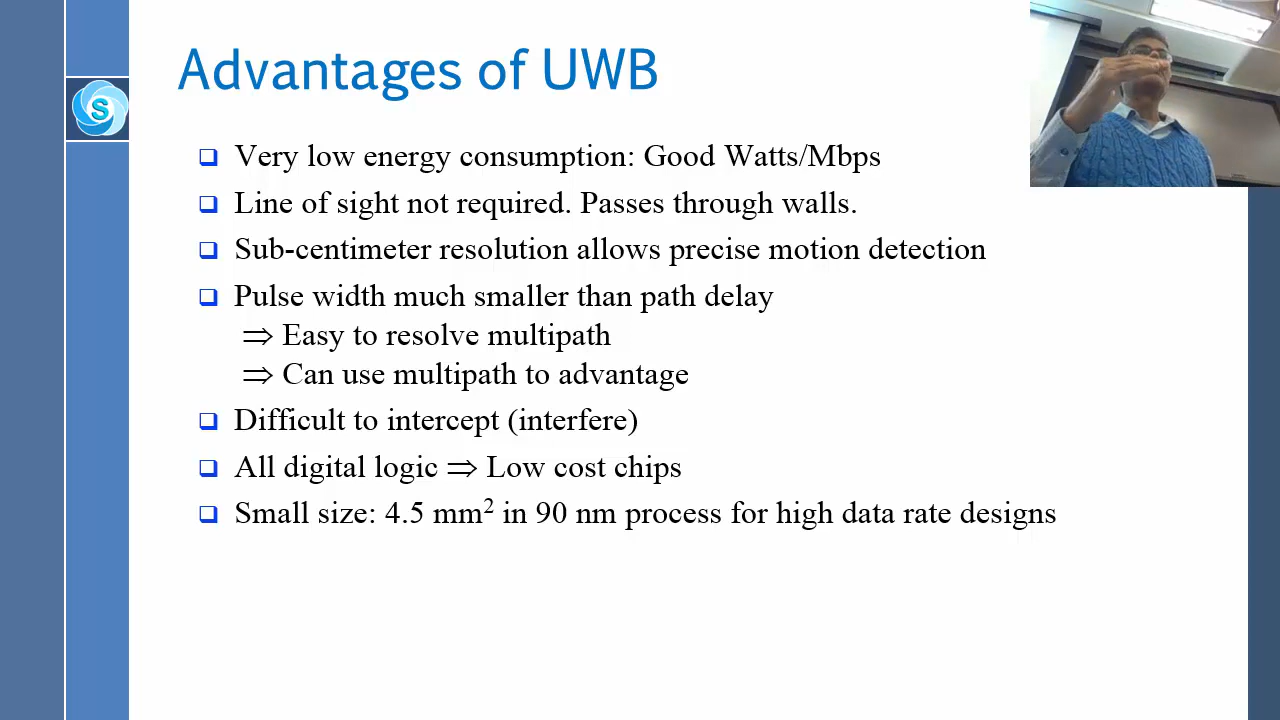 Advantages of UWB
S
Very low energy consumption: Good Watts/Mbps
Line of sight not required. Passes through walls.
Sub-centimeter resolution allows precise motion detection
Pulse width much smaller than path delay
⇒ Easy to resolve multipath
⇒ Can use multipath to advantage
Difficult to intercept (interfere)
All digital logic ⇒ Low cost chips
Small size: 4.5 mm² in 90 nm process for high data rate designs